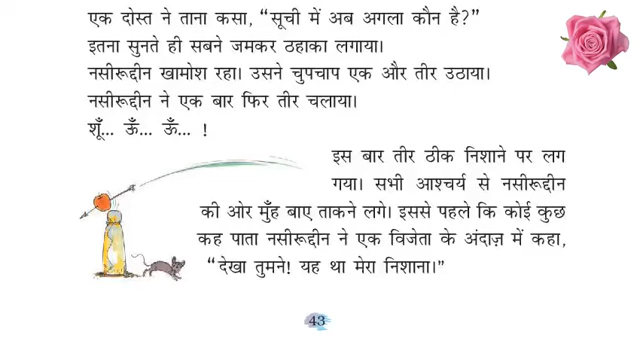 एक दोस्त ने ताना कसा, “सूची में अब अगला कौन है?”
इतना सुनते ही सबने जमकर ठहाका लगाया।
नसीरूद्दीन खामोश रहा। उसने चुपचाप एक और तीर उठाया।
नसीरूद्दीन ने एक बार फिर तीर चलाया।
शूँ... ऊँ... ऊँ... !
इस बार तीर ठीक निशाने पर लग
गया। सभी आश्चर्य से नसीरूद्दीन
की ओर मुँह बाए ताकने लगे। इससे पहले कि कोई कुछ
कह पाता नसीरूद्दीन ने एक विजेता के अंदाज़ में कहा,
“देखा तुमने! यह था मेरा निशाना।”
43